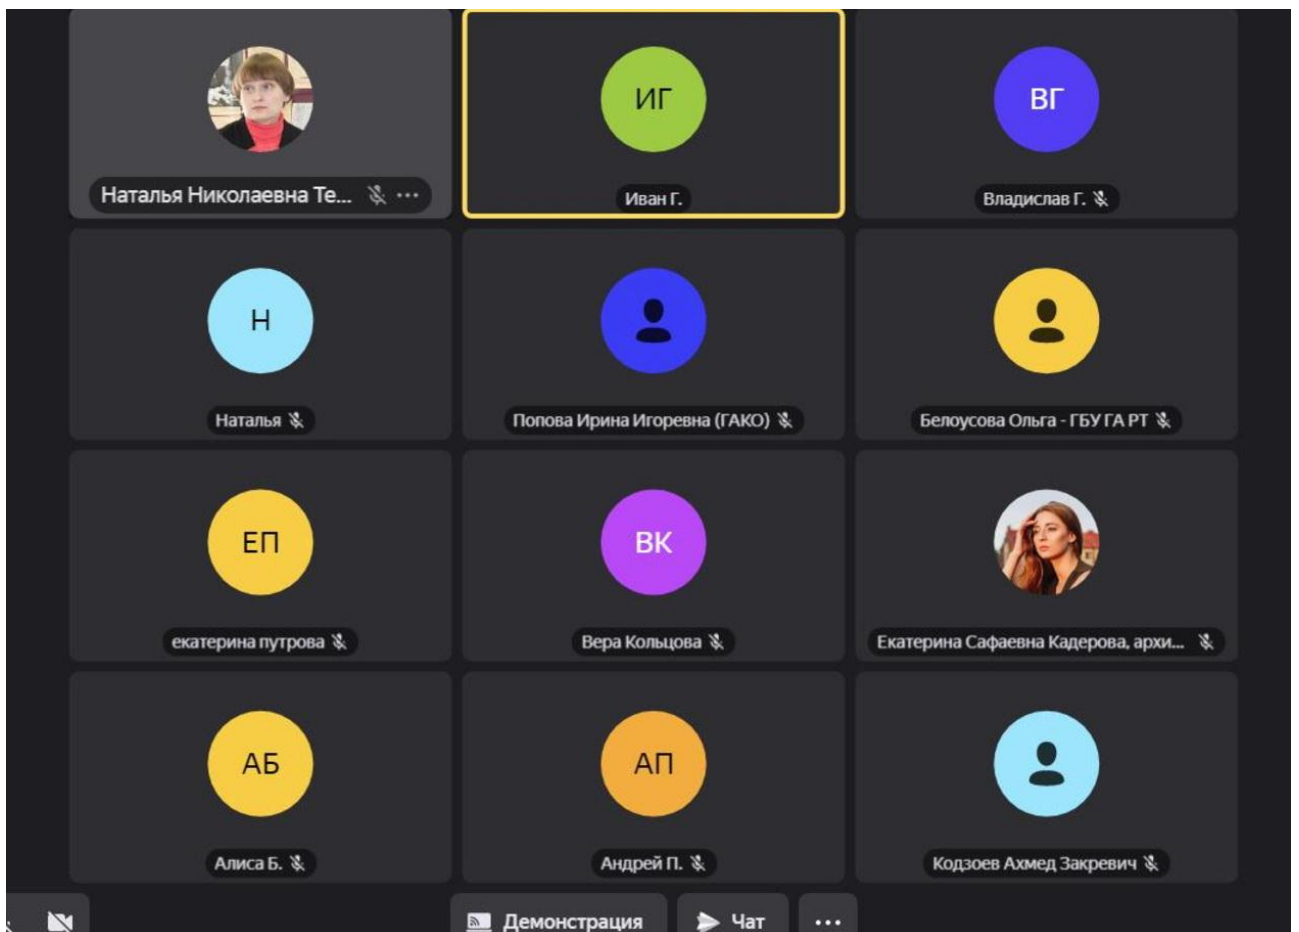 ИГ
ВГ
Наталья Николаевна Те...
Иван Г.
Владислав Г.
Н
Наталья
Попова Ирина Игоревна (ГАКО)
Белоусова Ольга - ГБУ ГА РТ
ЕП
ВК
екатерина путрова
Вера Кольцова
Екатерина Сафаевна Кадерова, архи...
АБ
АП
Алиса Б.
Андрей П.
Кодзоев Ахмед Закревич
Демонстрация
Чат